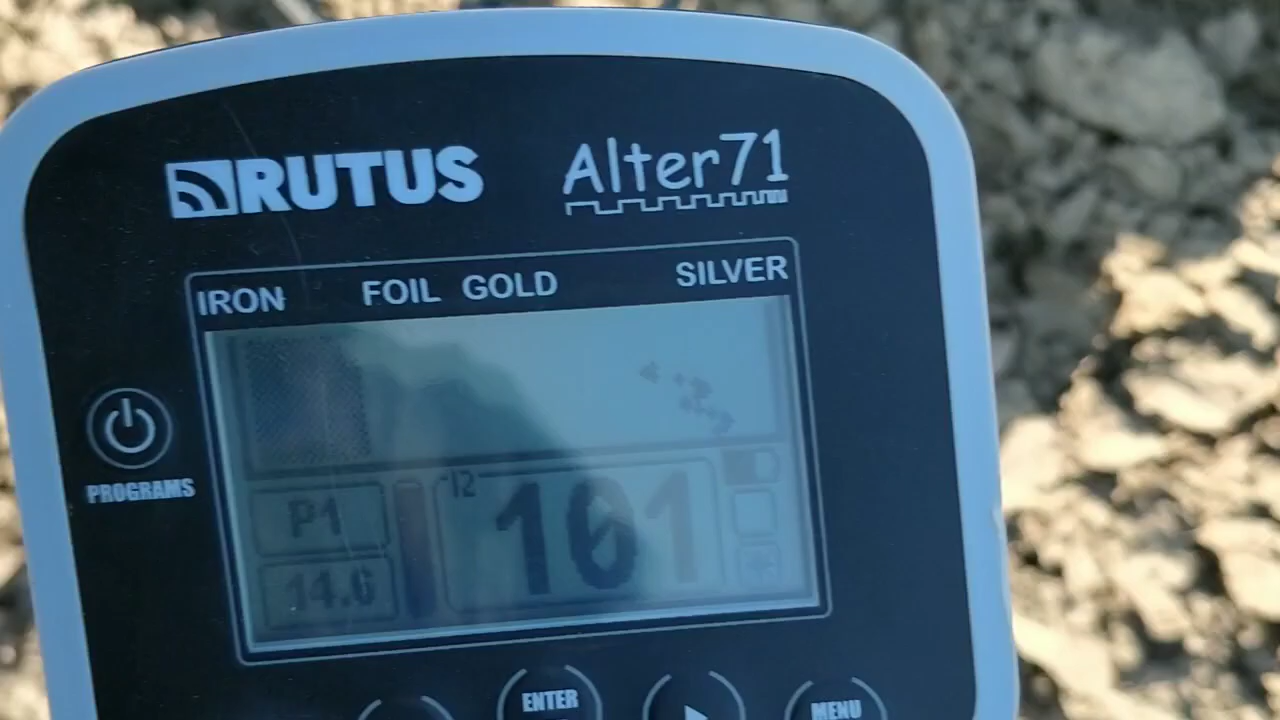 RUTUS
Alter71
IRON FOIL GOLD SILVER
PROGRAMS
12
101
P1
14.6
ENTER
MENU